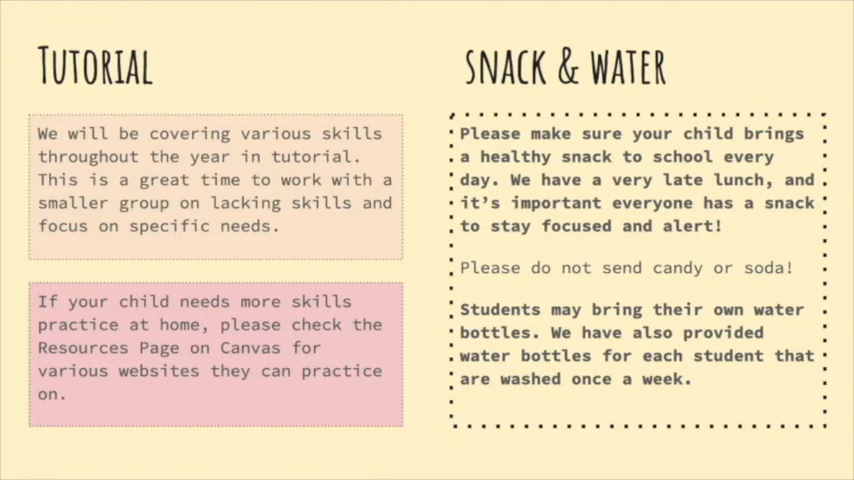 Tutorial
We will be covering various skills
throughout the year in tutorial.
This is a great time to work with a
smaller group on lacking skills and
focus on specific needs.
If your child needs more skills
practice at home, please check the
Resources Page on Canvas for
various websites they can practice
on.
SNACK & WATER
Please make sure your child brings
a healthy snack to school every
day. We have a very late lunch, and
it’s important everyone has a snack
to stay focused and alert!
Please do not send candy or soda!
Students may bring their own water
bottles. We have also provided
water bottles for each student that
are washed once a week.